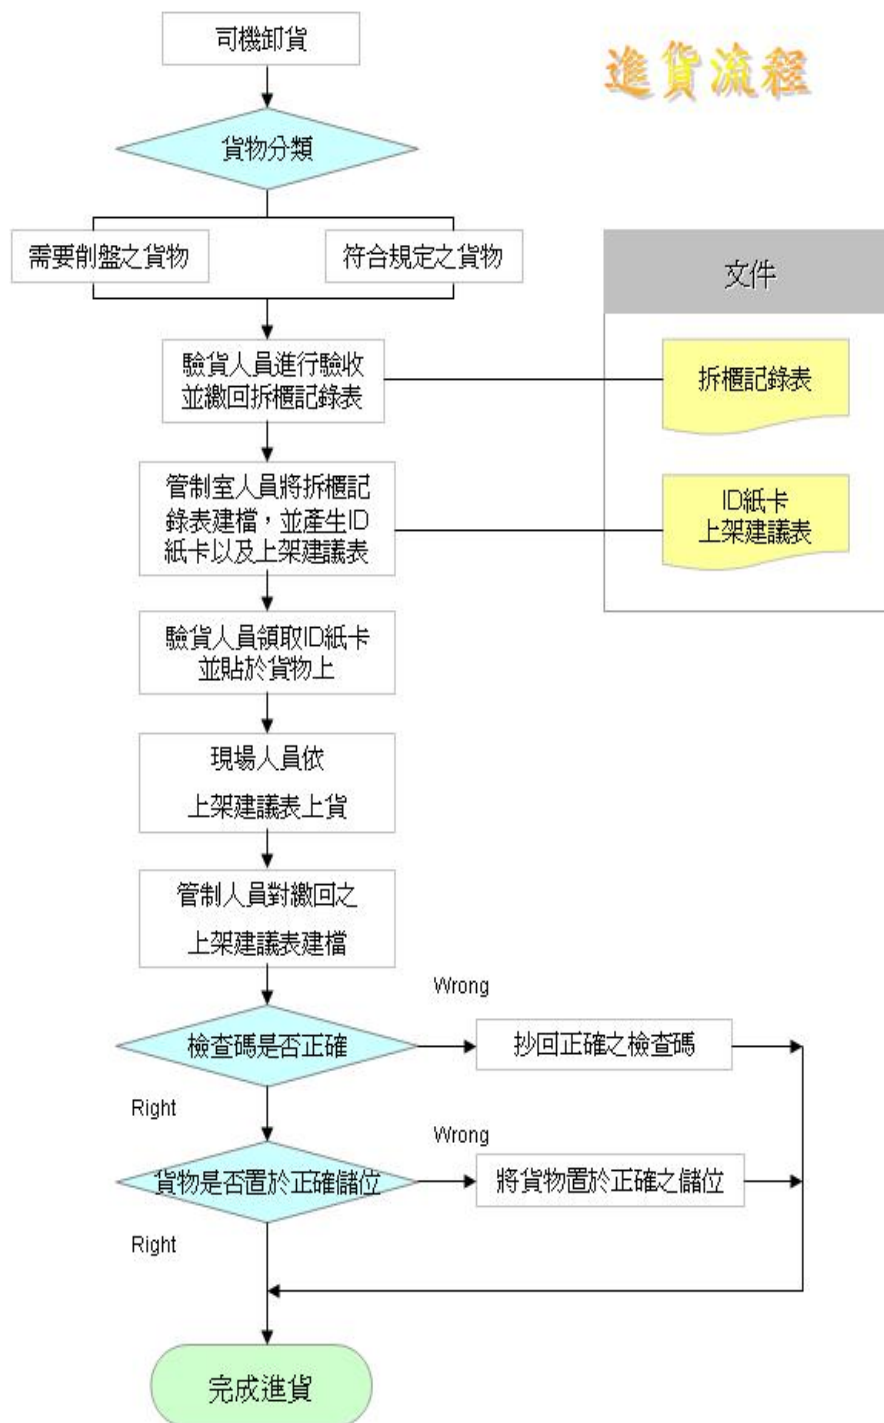 進貨流程
司機卸貨
貨物分類
需要削盤之貨物
符合規定之貨物
文件
驗貨人員進行驗收
並繳回拆櫃記錄表
拆櫃記錄表
管制室人員將拆櫃記
錄表建檔，並產生ID
紙卡以及上架建議表
ID紙卡
上架建議表
驗貨人員領取ID紙卡
並貼於貨物上
現場人員依
上架建議表上貨
管制人員對繳回之
上架建議表建檔
檢查碼是否正確
Wrong
抄回正確之檢查碼
Right
貨物是否置於正確儲位
Wrong
將貨物置於正確之儲位
Right
完成進貨